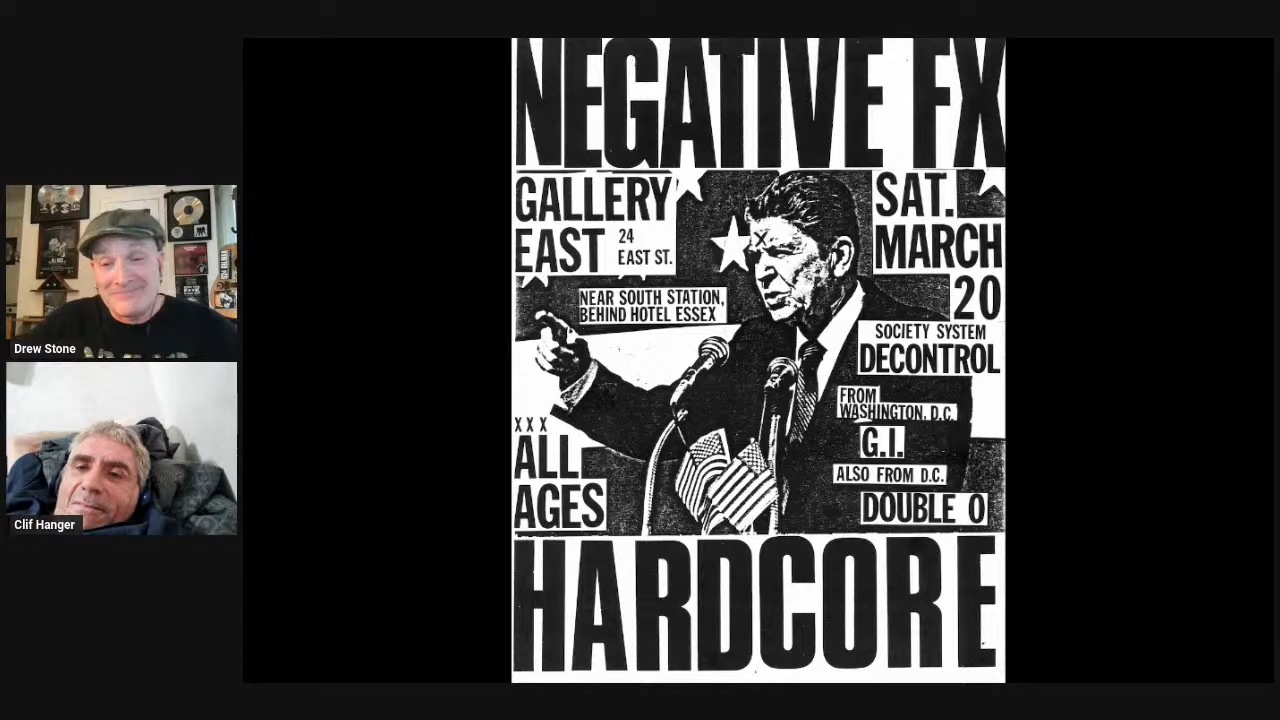 NEGATIVE FX
GALLERY
EAST
24
EAST ST.
NEAR SOUTH STATION,
BEHIND HOTEL ESSEX
SAT.
MARCH
20
SOCIETY SYSTEM
DECONTROL
FROM
WASHINGTON, D.C.
G.I.
ALSO FROM D.C.
DOUBLE O
X X X
ALL
AGES
HARDCORE
Drew Stone
Clif Hanger